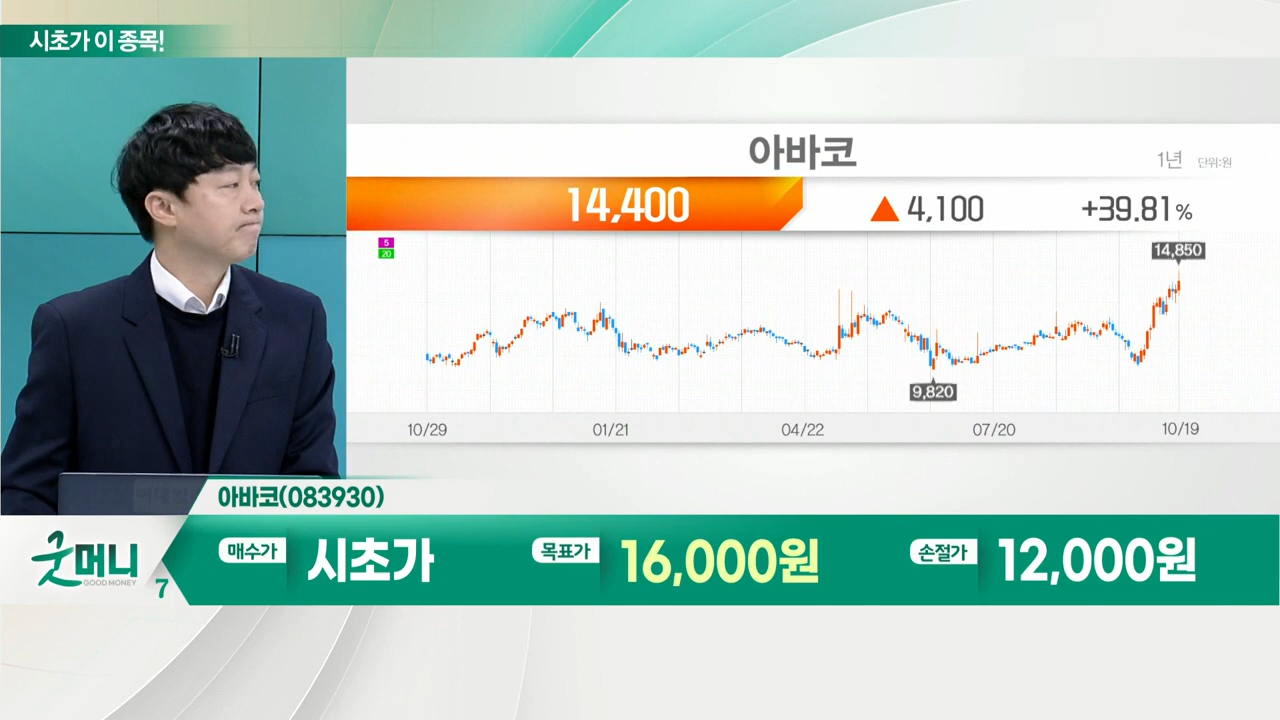 시초가 이 종목!
아바코
1년 단위:원
14,400 ▲ 4,100 +39.81%
5
20
14,850
9,820
10/29 01/21 04/22 07/20 10/19
아바코(083930)
굿머니
GOOD MONEY
7
매수가 시초가 목표가 16,000원 손절가 12,000원